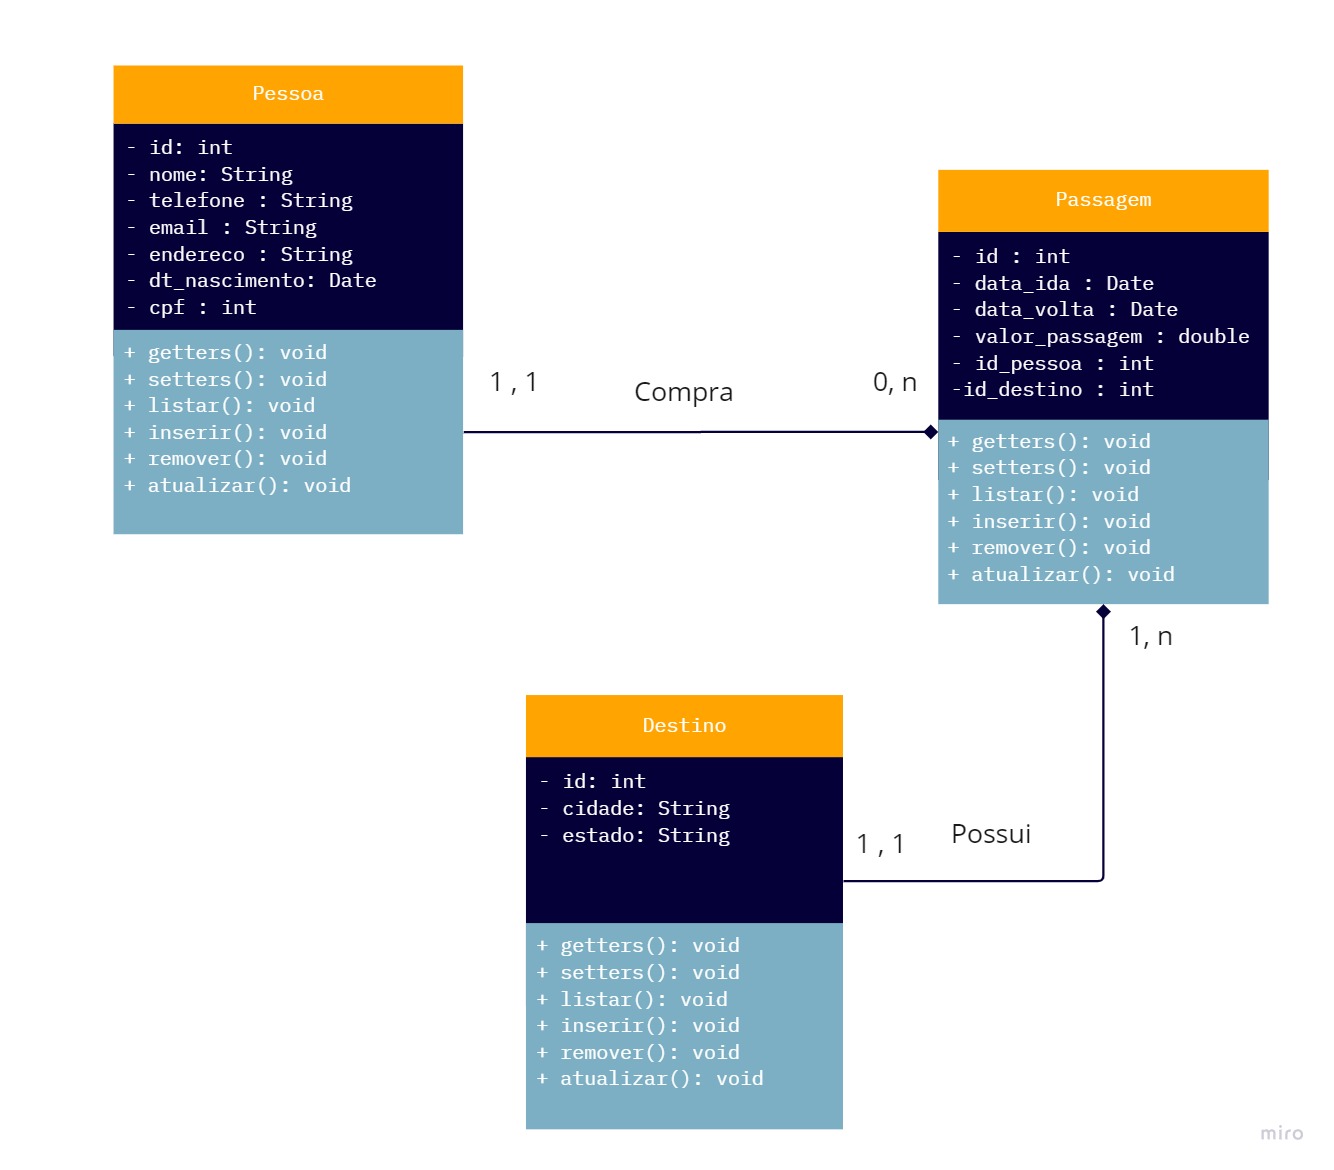 Pessoa
- id: int
- nome: String
- telefone : String
- email : String
- endereco : String
- dt_nascimento: Date
- cpf : int
+ getters(): void
+ setters(): void
+ listar(): void
+ inserir(): void
+ remover(): void
+ atualizar(): void
1 , 1
Compra
0, n
Passagem
- id : int
- data_ida : Date
- data_volta : Date
- valor_passagem : double
- id_pessoa : int
-id_destino : int
+ getters(): void
+ setters(): void
+ listar(): void
+ inserir(): void
+ remover(): void
+ atualizar(): void
1, n
Possui
1 , 1
Destino
- id: int
- cidade: String
- estado: String
+ getters(): void
+ setters(): void
+ listar(): void
+ inserir(): void
+ remover(): void
+ atualizar(): void
miro